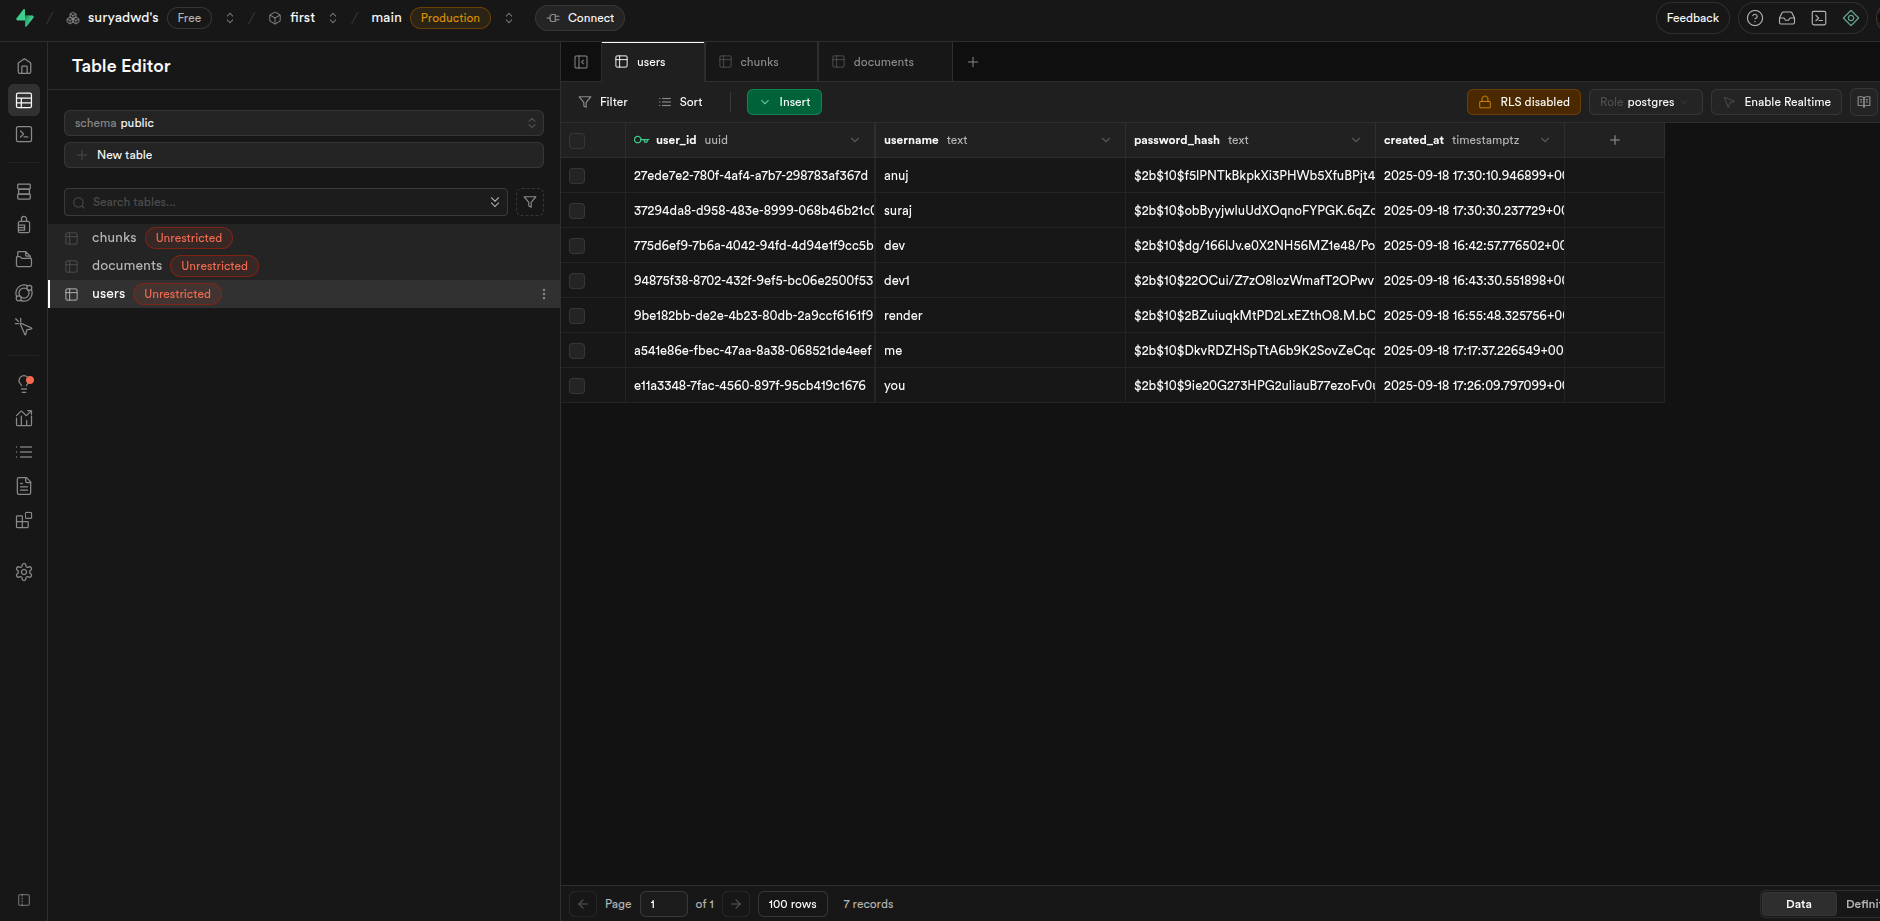 suryadwd's Free first main Production Connect Feedback
Table Editor
users chunks documents
Filter Sort Insert RLS disabled Role postgres Enable Realtime
schema public
New table
Search tables...
chunks Unrestricted
documents Unrestricted
users Unrestricted
user_id uuid username text password_hash text created_at timestamptz
27ede7e2-780f-4af4-a7b7-298783af367d anuj $2b$10$f5lPNTkBkpkXi3PHWb5XfuBPjt4 2025-09-18 17:30:10.946899+00
37294da8-d958-483e-8999-068b46b21c0 suraj $2b$10$obByyjwluUdXOqnoFYPGK.6qZc 2025-09-18 17:30:30.237729+00
775d6ef9-7b6a-4042-94fd-4d94e1f9cc5b dev $2b$10$dg/166lJv.e0X2NH56MZ1e48/Po 2025-09-18 16:42:57.776502+00
94875f38-8702-432f-9ef5-bc06e2500f53 dev1 $2b$10$22OCui/Z7zO8lozWmafT2OPwv 2025-09-18 16:43:30.551898+00
9be182bb-de2e-4b23-80db-2a9ccf6161f9 render $2b$10$2BZuiuqkMtPD2LxEZthO8.M.bC 2025-09-18 16:55:48.325756+00
a541e86e-fbec-47aa-8a38-068521de4eef me $2b$10$DkvRDZHSpTtA6b9K2SovZeCqc 2025-09-18 17:17:37.226549+00
e11a3348-7fac-4560-897f-95cb419c1676 you $2b$10$9ie20G273HPG2uliauB77ezoFv0u 2025-09-18 17:26:09.797099+00
Page 1 of 1 100 rows 7 records Data Defini